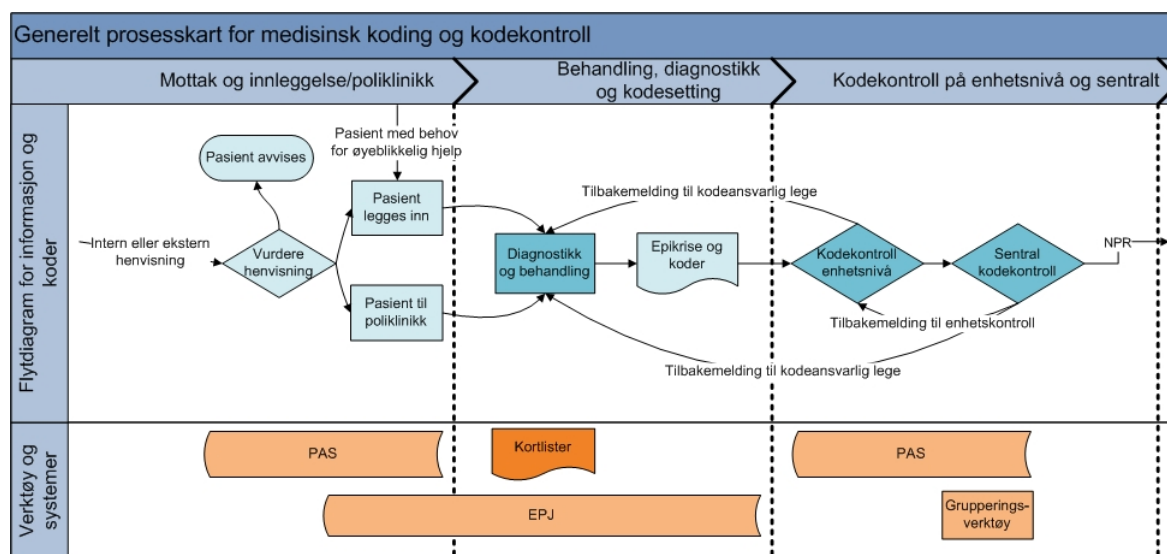 Generelt prosesskart for medisinsk koding og kodekontroll
Mottak og innleggelse/poliklinikk
Behandling, diagnostikk
og kodesetting
Kodekontroll på enhetsnivå og sentralt
Flytdiagram for informasjon og
koder
Pasient med behov
for øyeblikkelig hjelp
Pasient avvises
Pasient
legges inn
Intern eller ekstern
henvisning
Vurdere
henvisning
Pasient til
poliklinikk
Tilbakemelding til kodeansvarlig lege
Diagnostikk
og behandling
Epikrise og
koder
Kodekontroll
enhetsnivå
Sentral
kodekontroll
NPR
Tilbakemelding til enhetskontroll
Tilbakemelding til kodeansvarlig lege
Verktøy og
systemer
PAS
Kortlister
PAS
EPJ
Grupperings-
verktøy